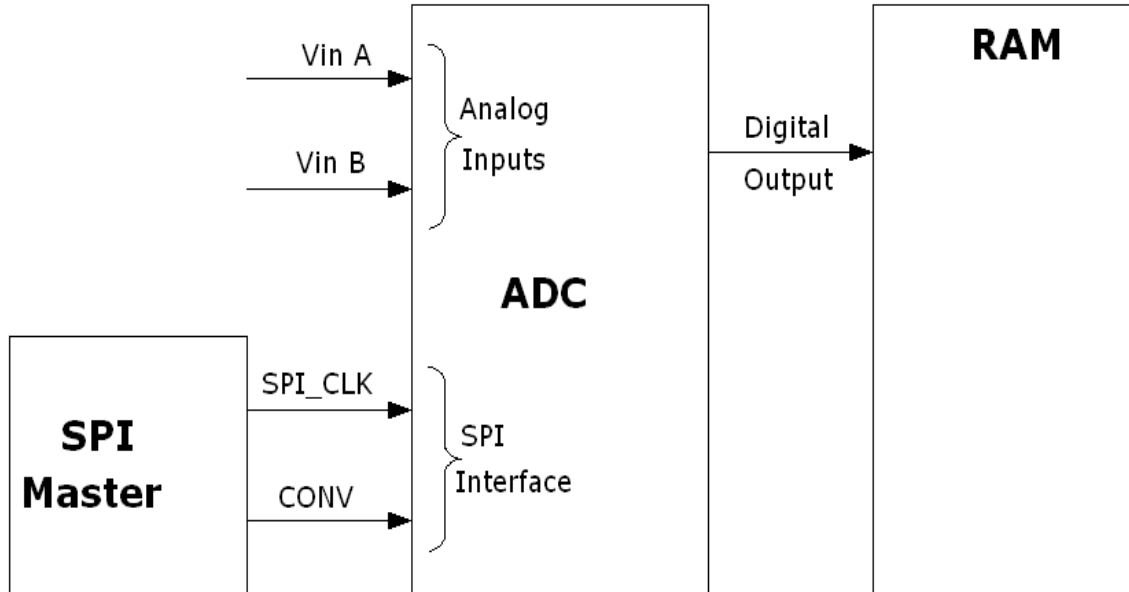 Vin A
Vin B
Analog
Inputs
ADC
SPI_CLK
CONV
SPI
Interface
SPI
Master
Digital
Output
RAM